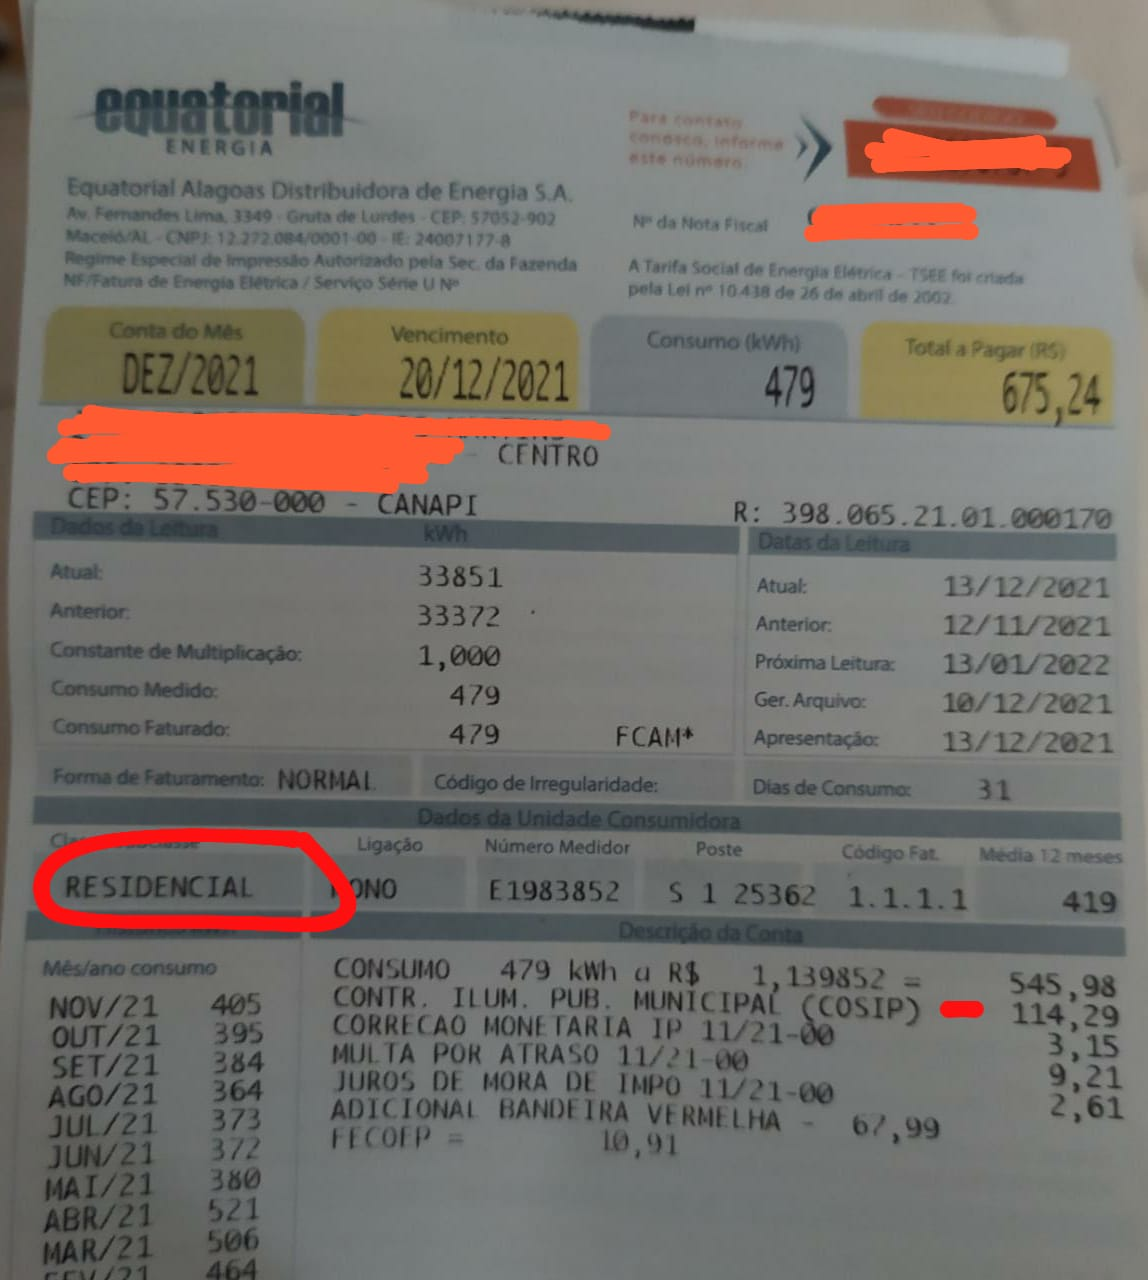 equatorial
ENERGIA
Para contato
conosco, informe
este número.
Equatorial Alagoas Distribuidora de Energia S.A.
Av. Fernandes Lima, 3349 - Gruta de Lurdes - CEP: 57052-902
Maceió/AL - CNPJ: 12.272.084/0001-00 - IE: 24007177-8
Regime Especial de Impressão Autorizado pela Sec. da Fazenda
NF/Fatura de Energia Elétrica / Serviço Série U Nº
Nº da Nota Fiscal
A Tarifa Social de Energia Elétrica - TSEE foi criada
pela Lei nº 10.438 de 26 de abril de 2002.
Conta do Mês
DEZ/2021
Vencimento
20/12/2021
Consumo (kWh)
479
Total a Pagar (R$)
675,24
- CENTRO
CEP: 57.530-000 - CANAPI
R: 398.065.21.01.000170
Dados da Leitura kWh
Atual: 33851
Anterior: 33372
Constante de Multiplicação: 1,000
Consumo Medido: 479
Consumo Faturado: 479 FCAM*
Datas da Leitura
Atual: 13/12/2021
Anterior: 12/11/2021
Próxima Leitura: 13/01/2022
Ger. Arquivo: 10/12/2021
Apresentação: 13/12/2021
Forma de Faturamento: NORMAL Código de Irregularidade: Dias de Consumo: 31
Dados da Unidade Consumidora
Ligação Número Medidor Poste Código Fat. Média 12 meses
RESIDENCIAL MONO E1983852 S 1 25362 1.1.1.1 419
Descrição da Conta
Mês/ano consumo
NOV/21 405
OUT/21 395
SET/21 384
AGO/21 364
JUL/21 373
JUN/21 372
MAI/21 380
ABR/21 521
MAR/21 506
FEV/21 464
CONSUMO 479 kWh a R$ 1,139852 = 545,98
CONTR. ILUM. PUB. MUNICIPAL (COSIP) 114,29
CORRECAO MONETARIA IP 11/21-00 3,15
MULTA POR ATRASO 11/21-00 9,21
JUROS DE MORA DE IMPO 11/21-00 2,61
ADICIONAL BANDEIRA VERMELHA - 67,99
FECOEP = 10,91